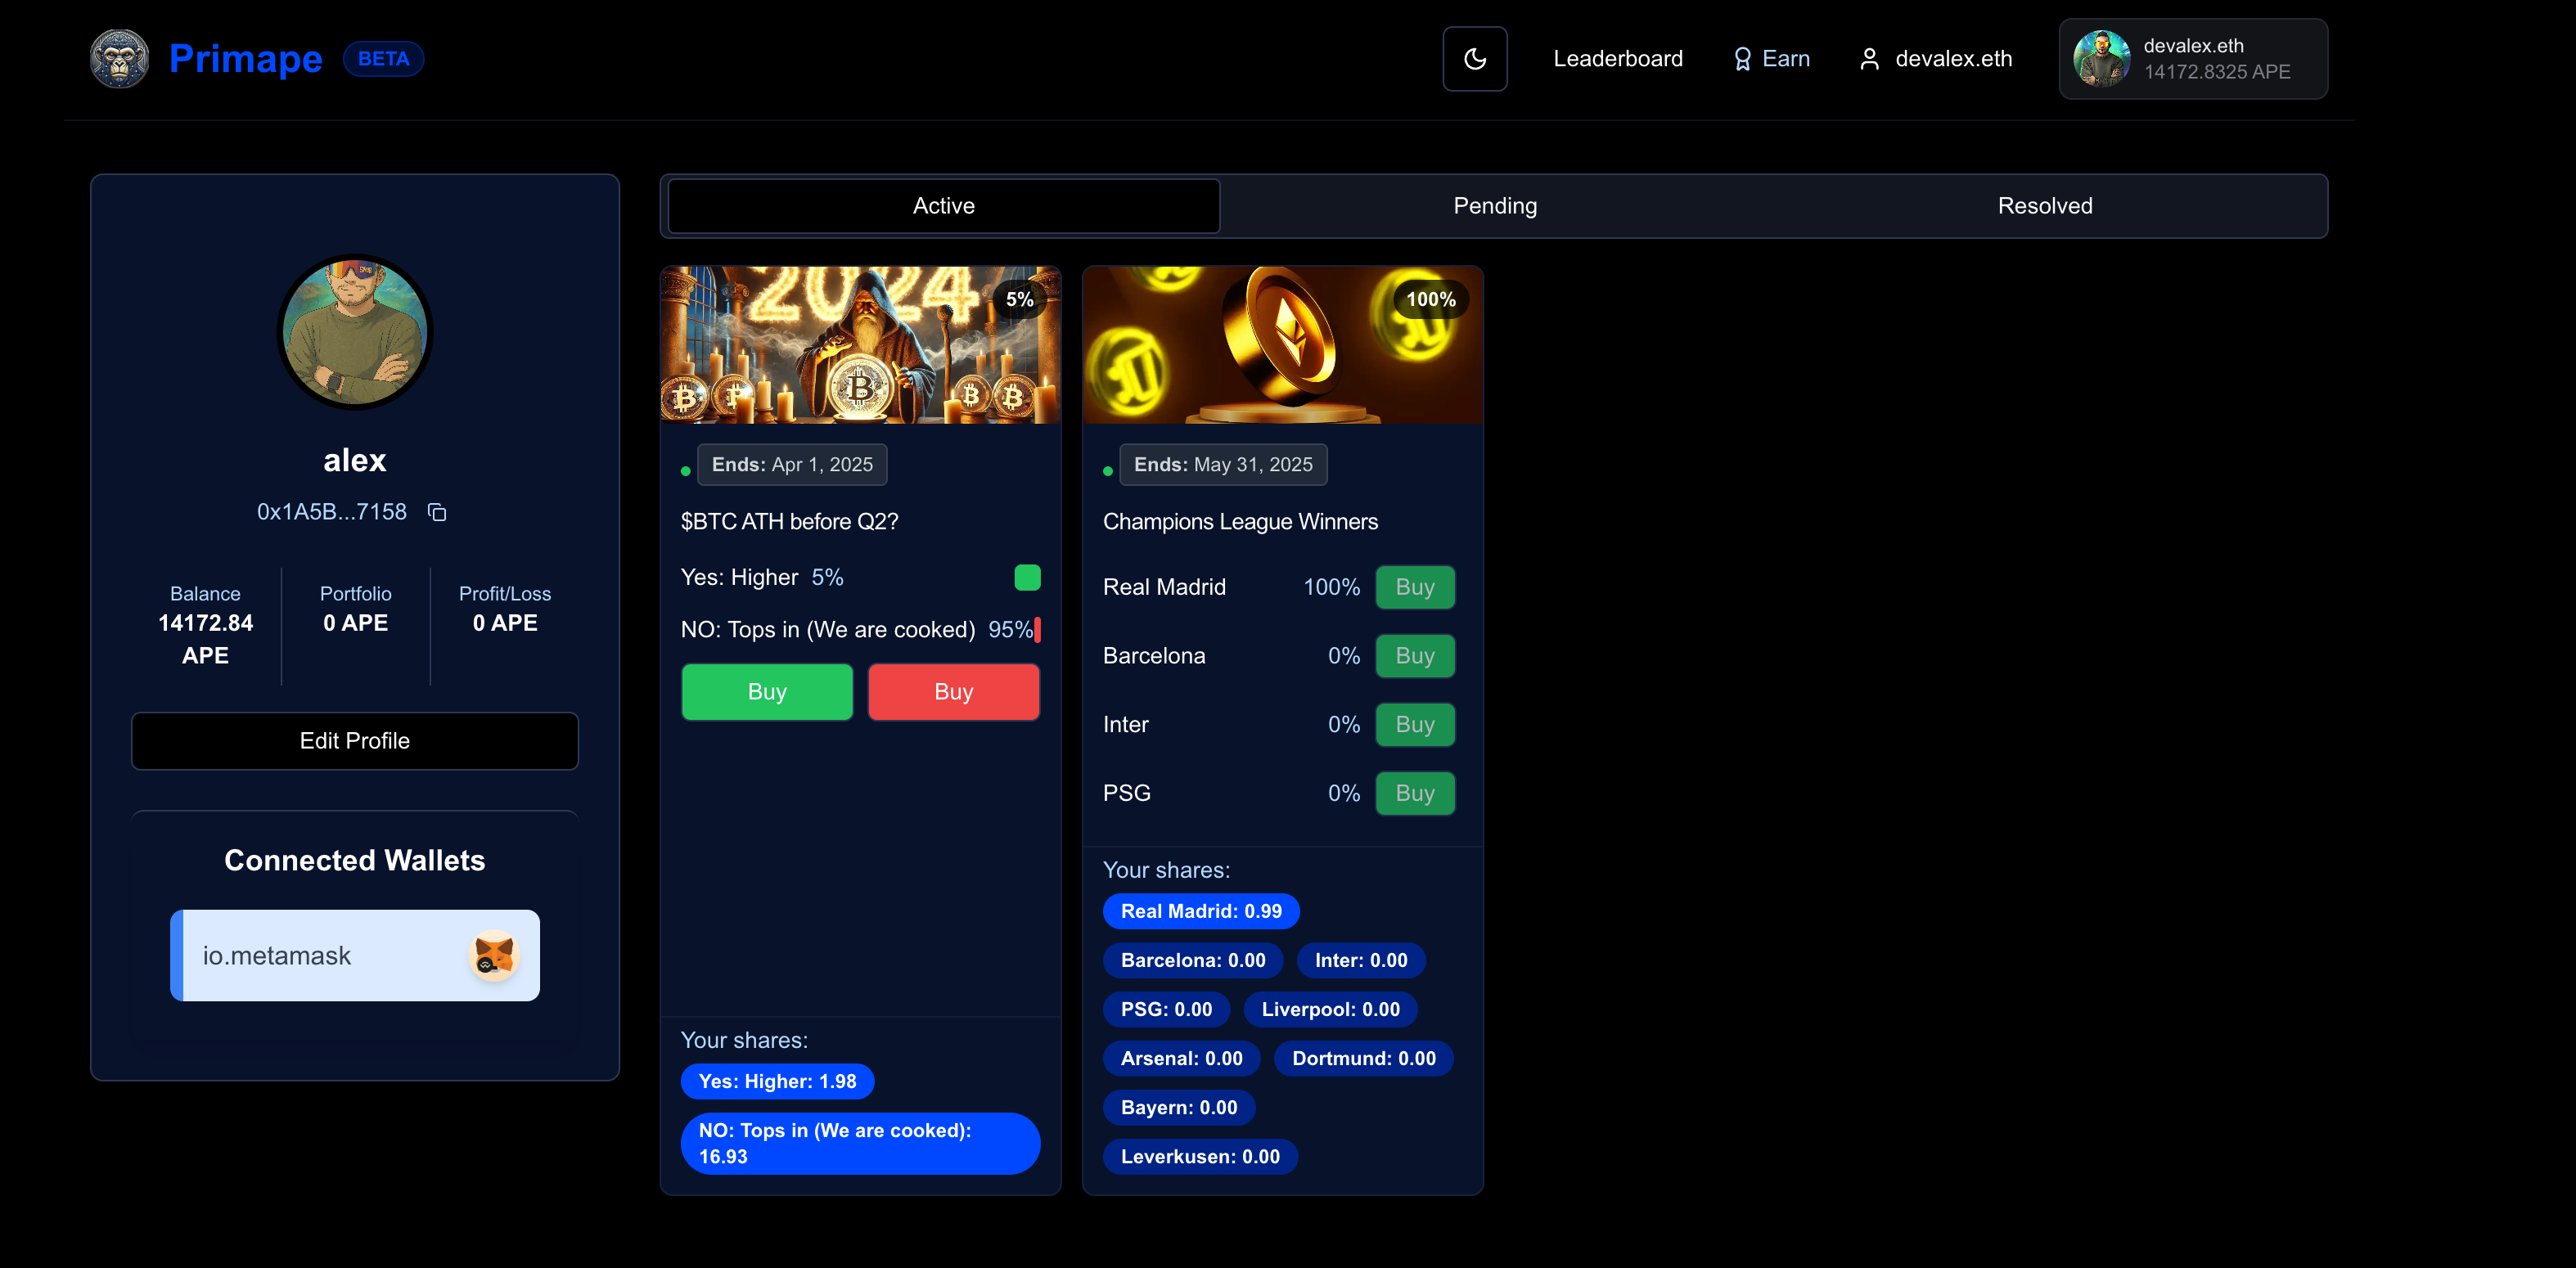 Primape BETA
Leaderboard
Earn
devalex.eth
devalex.eth
14172.8325 APE
alex
0x1A5B...7158
Balance
14172.84
APE
Portfolio
0 APE
Profit/Loss
0 APE
Edit Profile
Connected Wallets
io.metamask
Active
Pending
Resolved
2024
5%
Ends: Apr 1, 2025
$BTC ATH before Q2?
Yes: Higher 5%
NO: Tops in (We are cooked) 95%
Buy
Buy
Your shares:
Yes: Higher: 1.98
NO: Tops in (We are cooked):
16.93
100%
Ends: May 31, 2025
Champions League Winners
Real Madrid 100% Buy
Barcelona 0% Buy
Inter 0% Buy
PSG 0% Buy
Your shares:
Real Madrid: 0.99
Barcelona: 0.00 Inter: 0.00
PSG: 0.00 Liverpool: 0.00
Arsenal: 0.00 Dortmund: 0.00
Bayern: 0.00
Leverkusen: 0.00